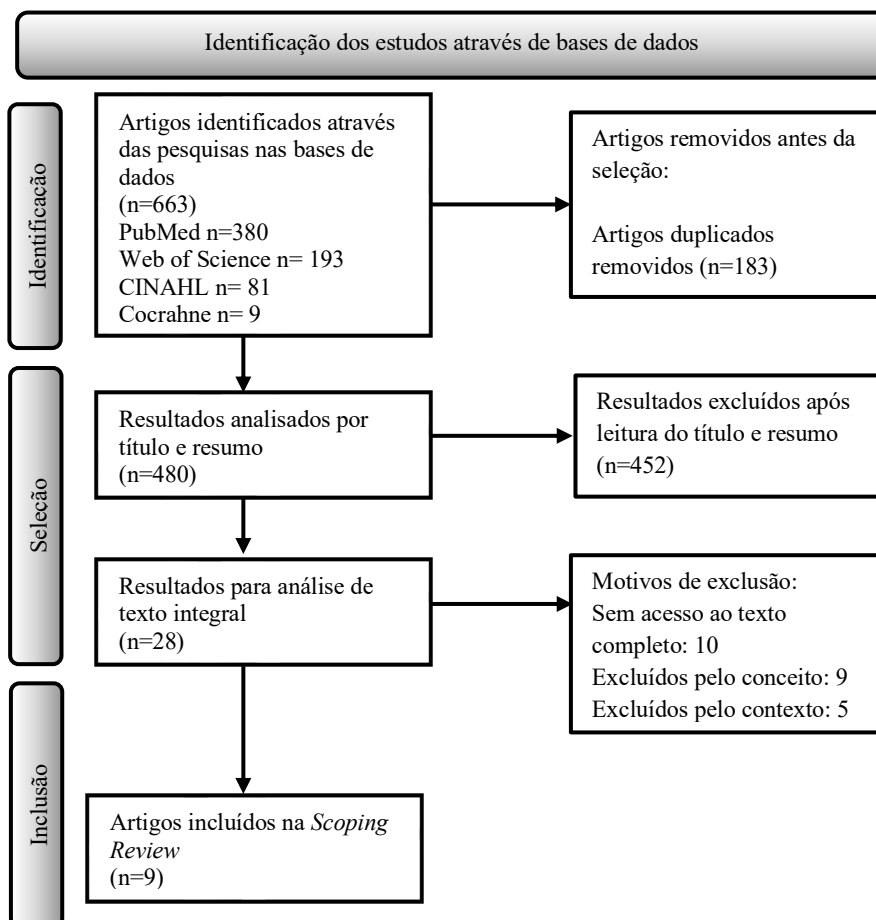 Identificação dos estudos através de bases de dados
Identificação
Artigos identificados através
das pesquisas nas bases de
dados
(n=663)
PubMed n=380
Web of Science n= 193
CINAHL n= 81
Cocrahne n= 9
Artigos removidos antes da
seleção:
Artigos duplicados
removidos (n=183)
Seleção
Resultados analisados por
título e resumo
(n=480)
Resultados excluídos após
leitura do título e resumo
(n=452)
Resultados para análise de
texto integral
(n=28)
Motivos de exclusão:
Sem acesso ao texto
completo: 10
Excluídos pelo conceito: 9
Excluídos pelo contexto: 5
Inclusão
Artigos incluídos na Scoping
Review
(n=9)